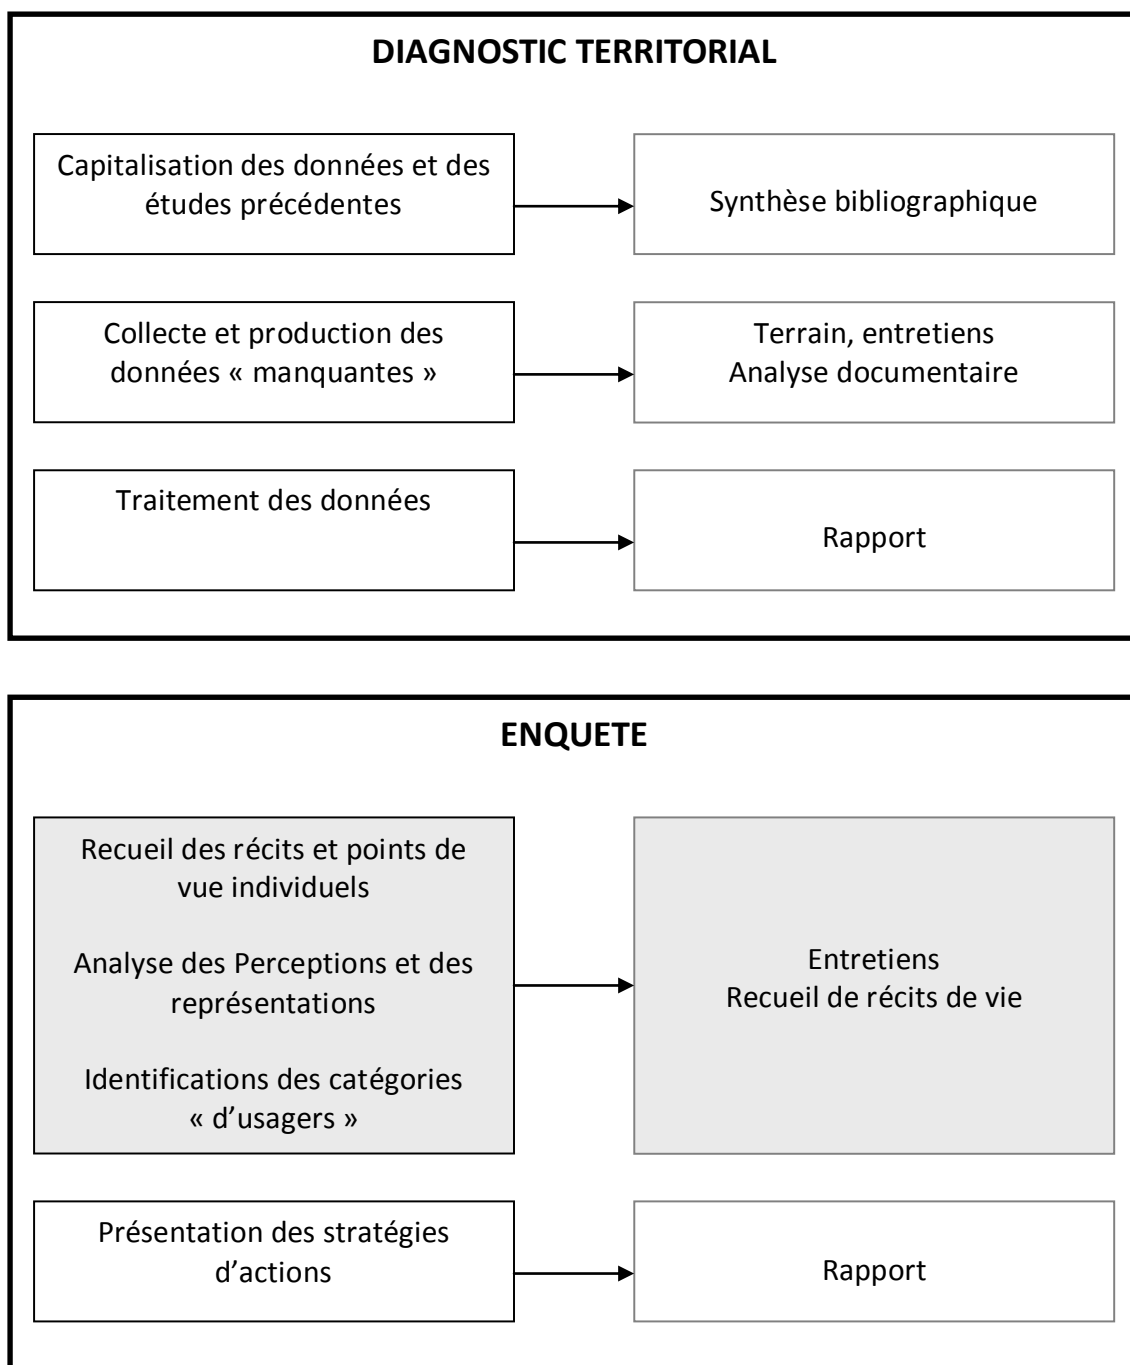 DIAGNOSTIC TERRITORIAL
Capitalisation des données et des
études précédentes
Synthèse bibliographique
Collecte et production des
données « manquantes »
Terrain, entretiens
Analyse documentaire
Traitement des données
Rapport
ENQUETE
Recueil des récits et points de
vue individuels
Analyse des Perceptions et des
représentations
Identifications des catégories
« d’usagers »
Entretiens
Recueil de récits de vie
Présentation des stratégies
d’actions
Rapport